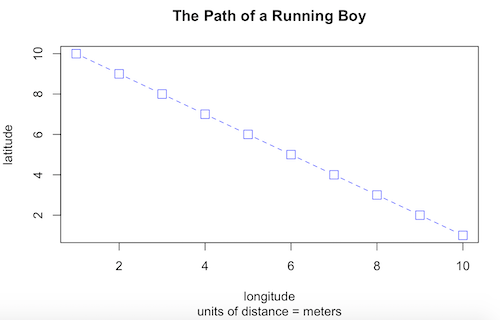 The Path of a Running Boy
latitude
10
8
6
4
2
2 4 6 8 10
longitude
units of distance = meters